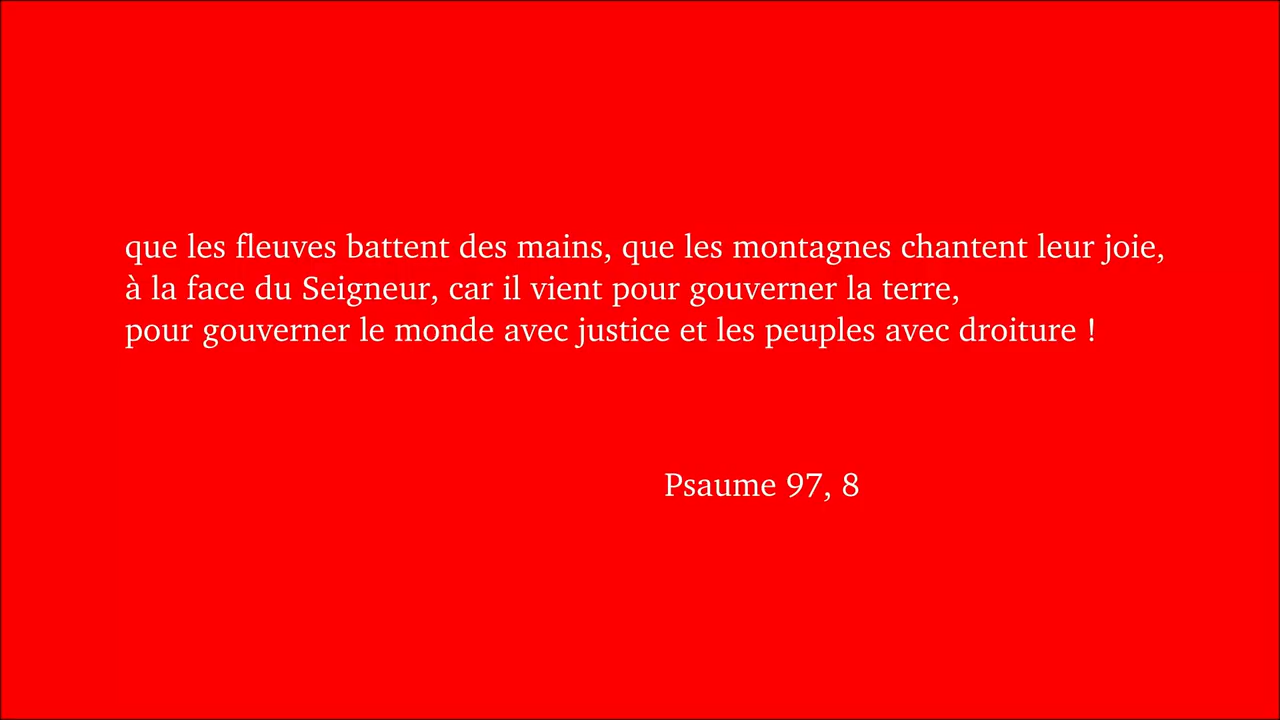 que les fleuves battent des mains, que les montagnes chantent leur joie,
à la face du Seigneur, car il vient pour gouverner la terre,
pour gouverner le monde avec justice et les peuples avec droiture !
Psaume 97, 8